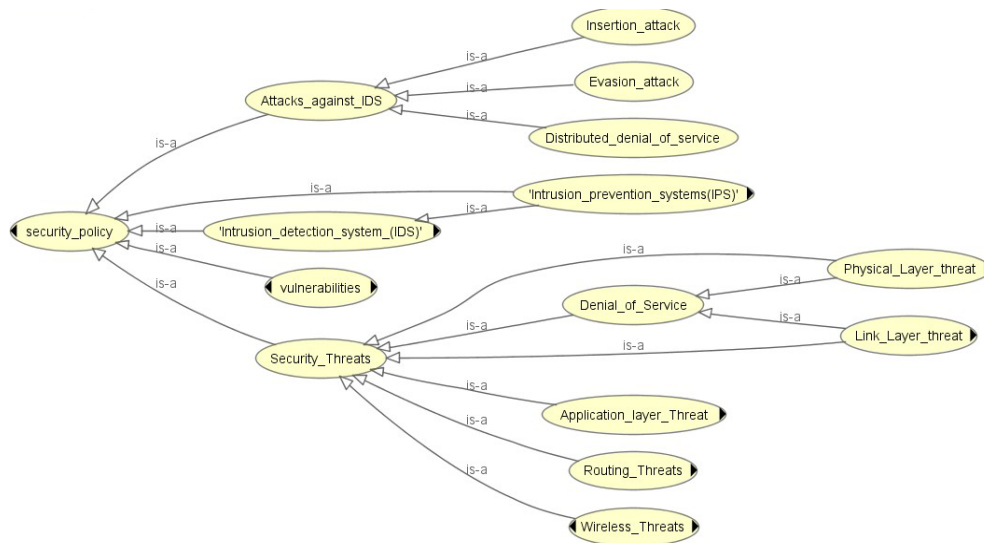 Insertion_attack
is-a
Evasion_attack
is-a
Attacks_against_IDS
is-a
Distributed_denial_of_service
is-a
is-a
'Intrusion_prevention_systems(IPS)'
is-a
security_policy
is-a
'Intrusion_detection_system_(IDS)'
is-a
is-a
Physical_Layer_threat
is-a
is-a
vulnerabilities
Denial_of_Service
is-a
is-a
Link_Layer_threat
is-a
Security_Threats
is-a
Application_layer_Threat
is-a
Routing_Threats
is-a
Wireless_Threats